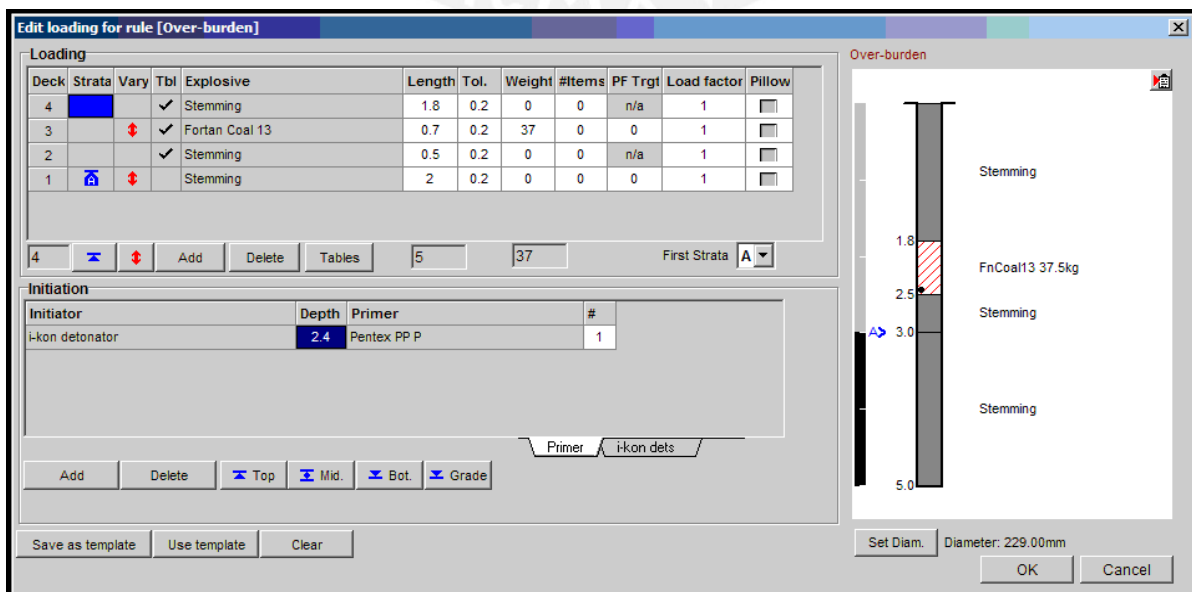 Edit loading for rule [Over-burden]
Loading
Deck Strata Vary Tbl Explosive Length Tol. Weight #Items PF Trgt Load factor Pillow
4 Stemming 1.8 0.2 0 0 n/a 1
3 Fortan Coal 13 0.7 0.2 37 0 0 1
2 Stemming 0.5 0.2 0 0 n/a 1
1 A Stemming 2 0.2 0 0 0 1
4 Add Delete Tables 5 37 First Strata A
Initiation
Initiator Depth Primer #
i-kon detonator 2.4 Pentex PP P 1
Primer i-kon dets
Add Delete Top Mid. Bot. Grade
Save as template Use template Clear
Over-burden
Stemming
1.8
FnCoal13 37.5kg
2.5
Stemming
A 3.0
Stemming
5.0
Set Diam. Diameter: 229.00mm
OK Cancel